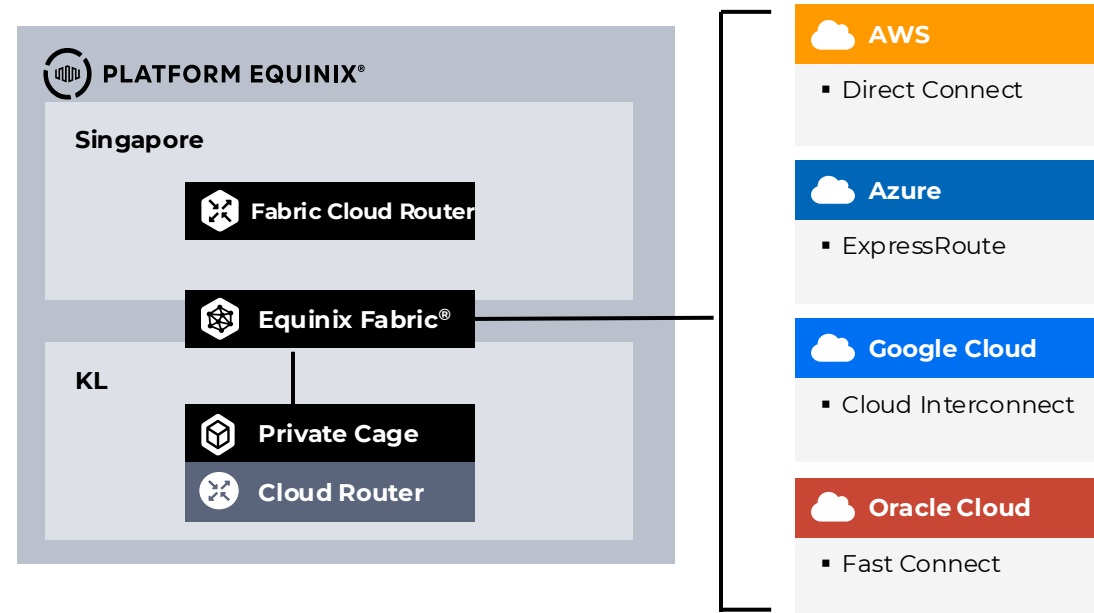 PLATFORM EQUINIX®
Singapore
Fabric Cloud Router
Equinix Fabric®
KL
Private Cage
Cloud Router
AWS
▪ Direct Connect
Azure
▪ ExpressRoute
Google Cloud
▪ Cloud Interconnect
Oracle Cloud
▪ Fast Connect